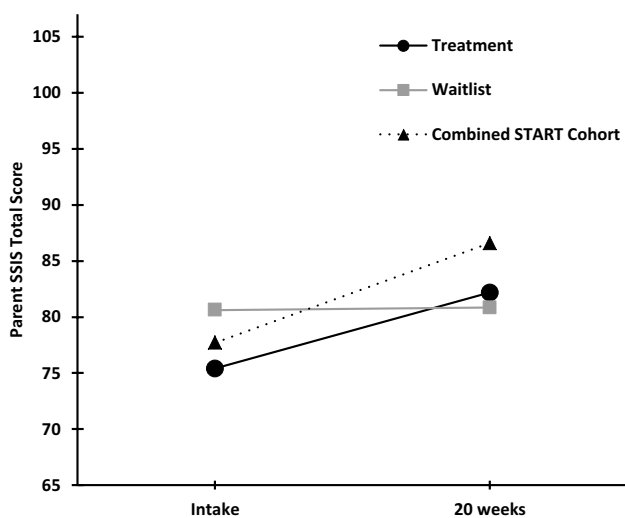 105
100
95
90
85
80
75
70
65
Parent SSIS Total Score
Treatment
Waitlist
Combined START Cohort
Intake
20 weeks